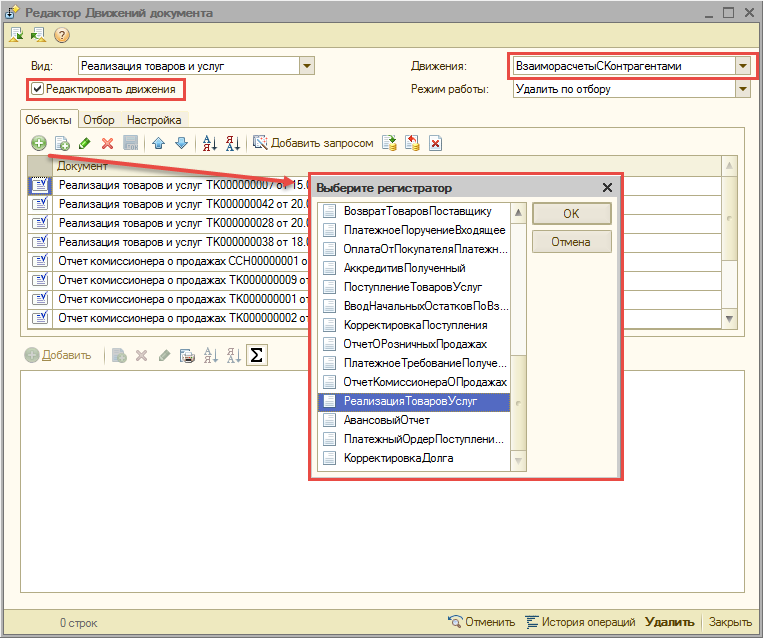 Редактор Движений документа
Вид: Реализация товаров и услуг
Движения: ВзаиморасчетыСКонтрагентами
Редактировать движения
Режим работы: Удалить по отбору
Объекты Отбор Настройка
Добавить запросом
Документ
Реализация товаров и услуг ТК000000007 от 15.0
Реализация товаров и услуг ТК000000042 от 20.0
Реализация товаров и услуг ТК000000028 от 20.0
Реализация товаров и услуг ТК000000038 от 18.0
Отчет комиссионера о продажах ССН00000001 о
Отчет комиссионера о продажах ТК000000009 от
Отчет комиссионера о продажах ТК000000001 от
Отчет комиссионера о продажах ТК000000002 от
Выберите регистратор
ВозвратТоваровПоставщику
ПлатежноеПоручениеВходящее
ОплатаОтПокупателяПлатежн...
АккредитивПолученный
ПоступлениеТоваровУслуг
ВводНачальныхОстатковПоВз...
КорректировкаПоступления
ОтчетОРозничныхПродажах
ПлатежноеТребованиеПолуче...
ОтчетКомиссионераОПродажах
РеализацияТоваровУслуг
АвансовыйОтчет
ПлатежныйОрдерПоступлени...
КорректировкаДолга
OK
Отмена
Добавить
0 строк
Отменить История операций Удалить Закрыть